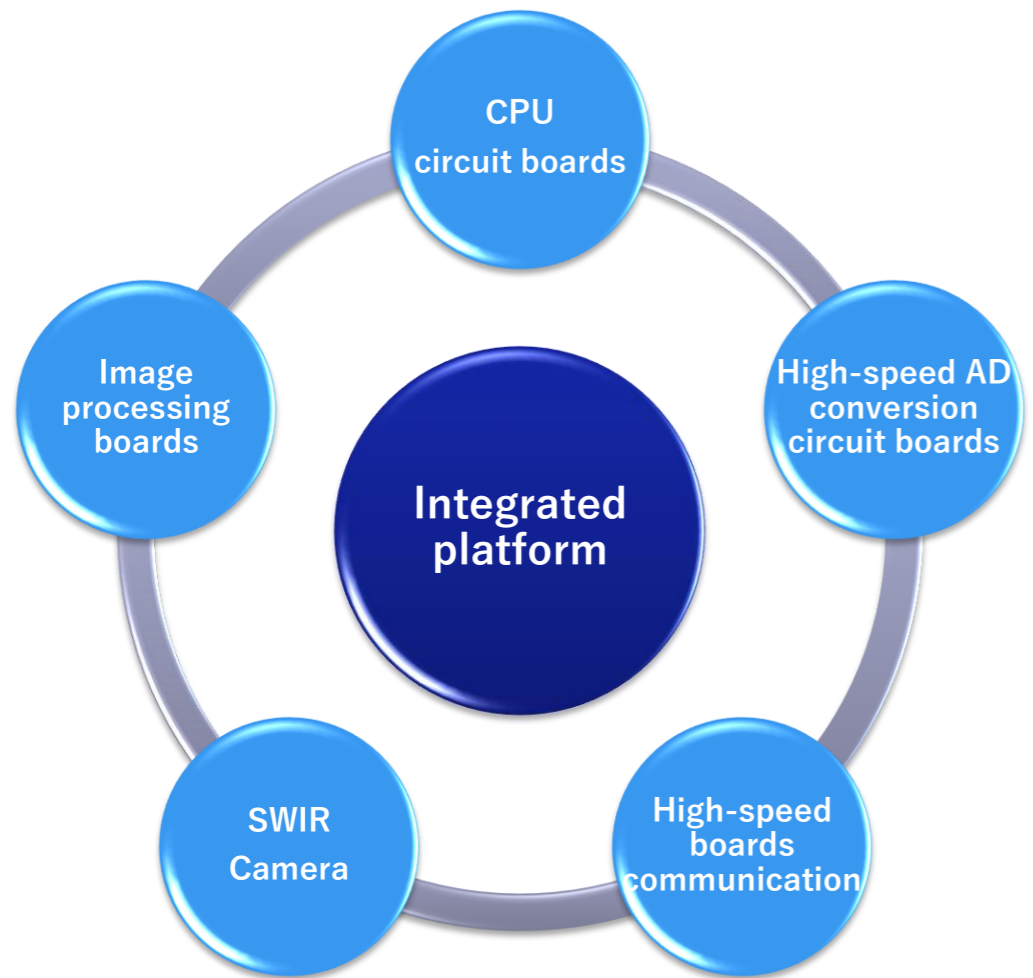 CPU
circuit boards
Image
processing
boards
High-speed AD
conversion
circuit boards
Integrated
platform
SWIR
Camera
High-speed
boards
communication